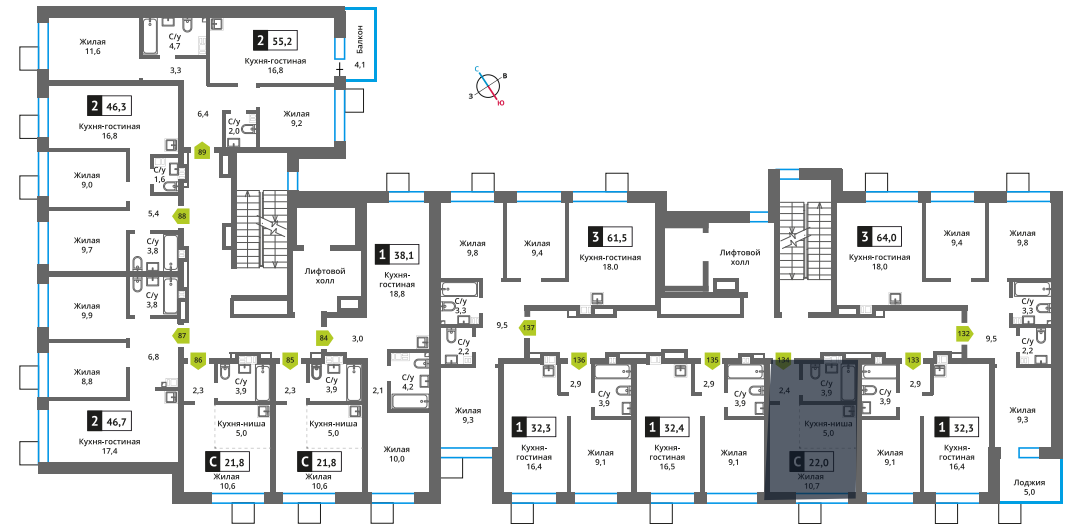 Жилая
11,6
С/у
4,7
3,3
2 55,2
Кухня-гостиная
16,8
Балкон
4,1
6,4
С/у
2,0
Жилая
9,2
2 46,3
Кухня-гостиная
16,8
89
Жилая
9,0
С/у
1,6
5,4
88
Жилая
9,7
С/у
3,8
С/у
3,8
Жилая
9,9
87
6,8
Жилая
8,8
2 46,7
Кухня-гостиная
17,4
С
В
З
Ю
Лифтовой
холл
84
3,0
1 38,1
Кухня-
гостиная
18,8
86
2,3
С/у
3,9
Кухня-ниша
5,0
С 21,8
Жилая
10,6
85
2,3
С/у
3,9
Кухня-ниша
5,0
С 21,8
Жилая
10,6
2,1
С/у
4,2
Жилая
10,0
Жилая
9,8
Жилая
9,4
3 61,5
Кухня-гостиная
18.0
С/у
3,3
9,5
137
С/у
2,2
Жилая
9,3
Лифтовой
холл
3 64,0
Кухня-гостиная
18,0
Жилая
9,4
Жилая
9,8
С/у
3,3
132
9,5
С/у
2,2
Жилая
9,3
136
2,9
С/у
3,9
1 32,3
Кухня-
гостиная
16,4
Жилая
9,1
135
2,9
С/у
3,9
1 32,4
Кухня-
гостиная
16,5
Жилая
9,1
134
2,4
С/у
3,9
Кухня-ниша
5,0
С 22,0
Жилая
10,7
133
2,9
С/у
3,9
Жилая
9,1
1 32,3
Кухня-
гостиная
16,4
Лоджия
5,0